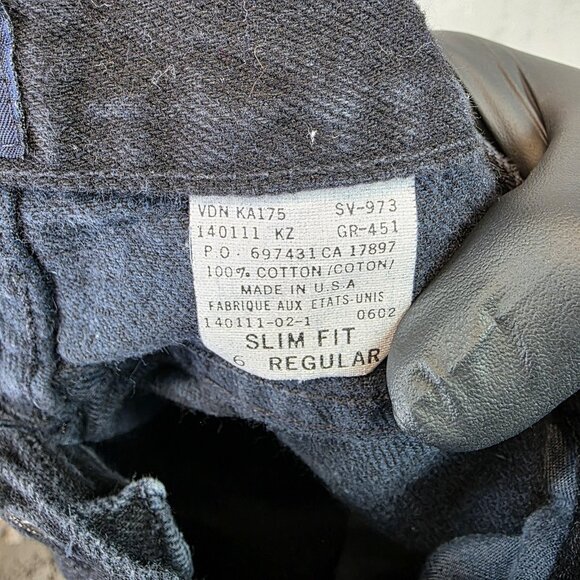 VDN KA175 SV-973
140111 KZ GR-451
P.O. 697431 CA 17897
100% COTTON/COTON/
MADE IN U.S.A
FABRIQUE AUX ETATS-UNIS
140111-02-1 0602
SLIM FIT
6 REGULAR